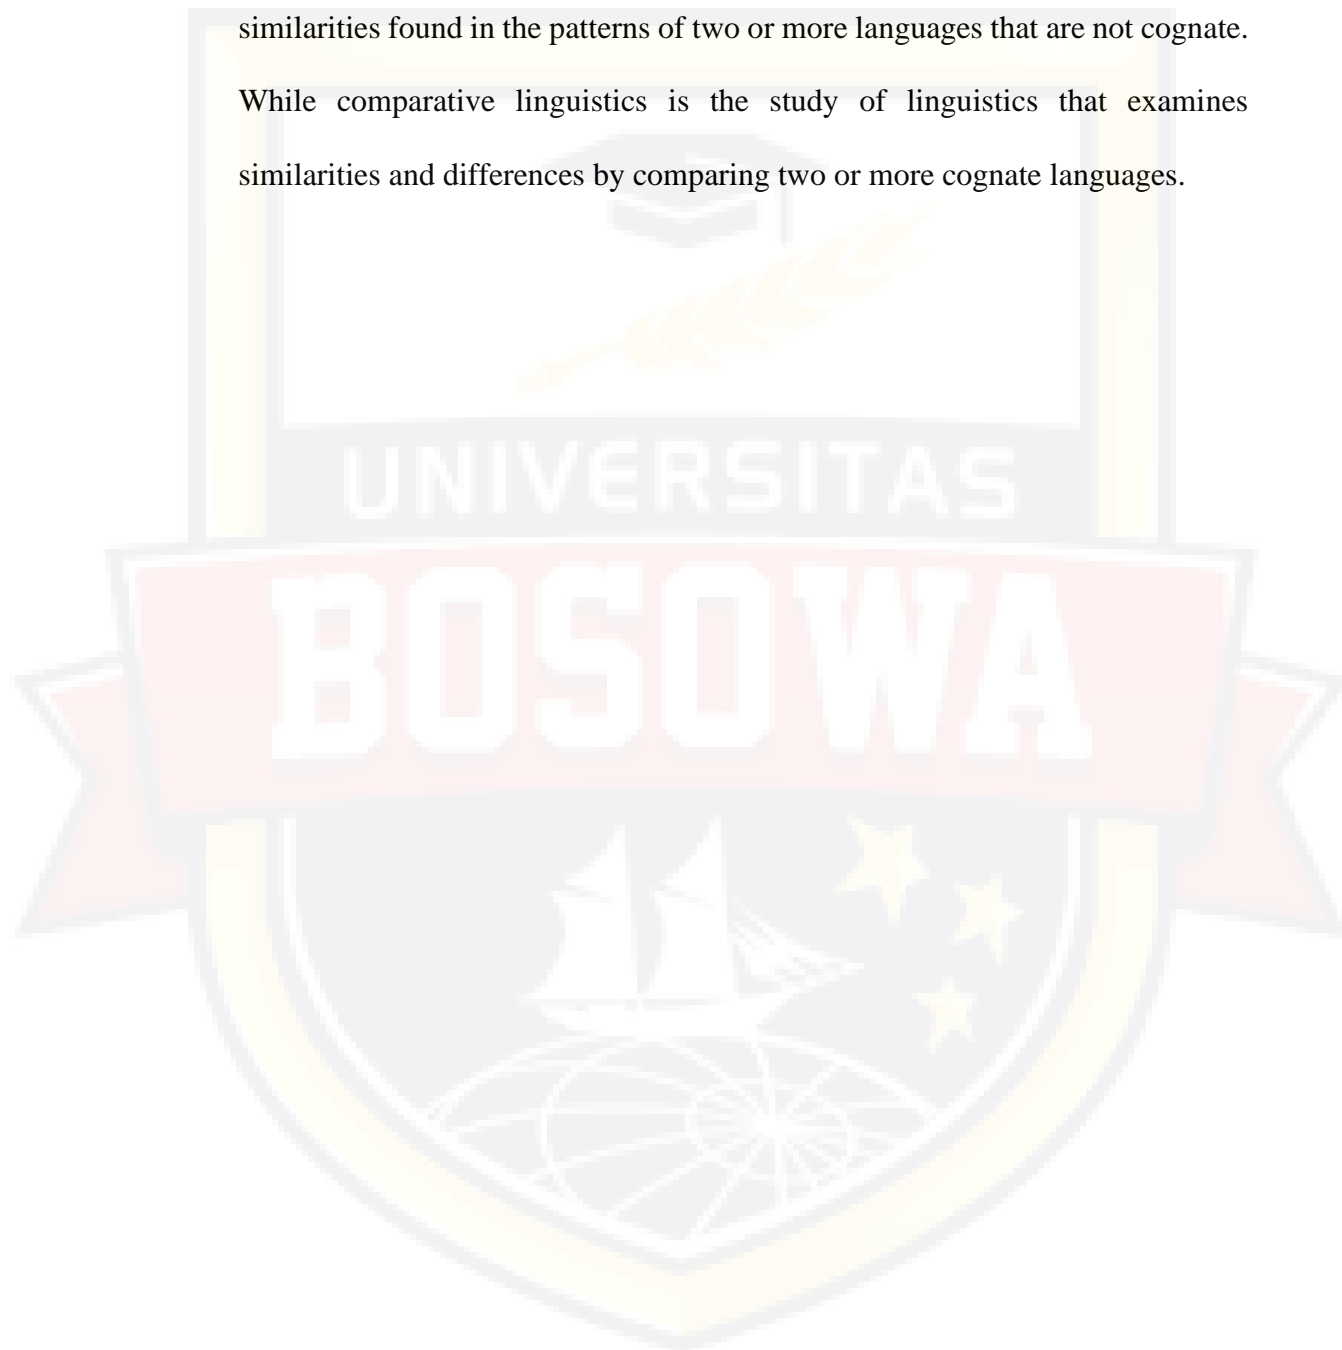 similarities found in the patterns of two or more languages that are not cognate.
While comparative linguistics is the study of linguistics that examines
similarities and differences by comparing two or more cognate languages.
UNIVERSITAS
BOSOWA